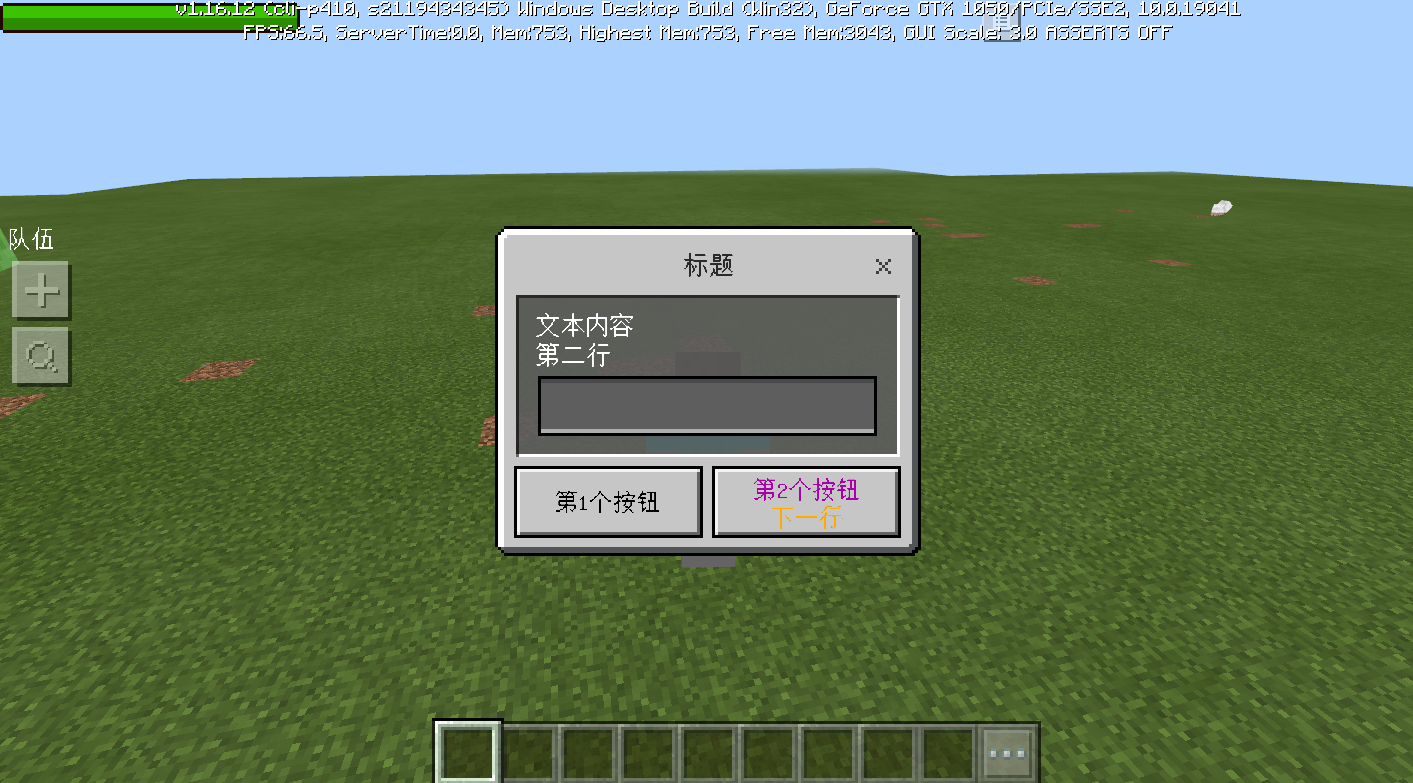 v1.16.12 (cw-p410, s2119434345) Windows Desktop Build (Win32), GeForce GTX 1050/PCIe/SSE2, 10.0.19041
FPS:66.5, ServerTime:0.0, Mem:753, Highest Mem:753, Free Mem:3043, GUI Scale: 3.0 ASSERTS OFF
队伍
标题
文本内容
第二行
第1个按钮
第2个按钮
下一行